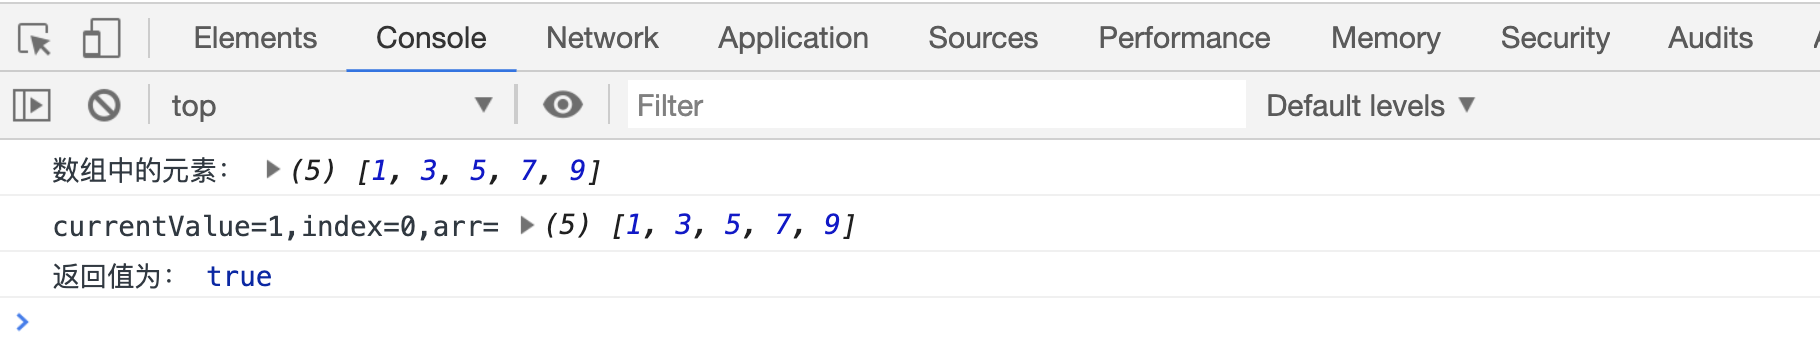 Elements Console Network Application Sources Performance Memory Security Audits
top Filter Default levels
数组中的元素： (5) [1, 3, 5, 7, 9]
currentValue=1,index=0,arr= (5) [1, 3, 5, 7, 9]
返回值为： true